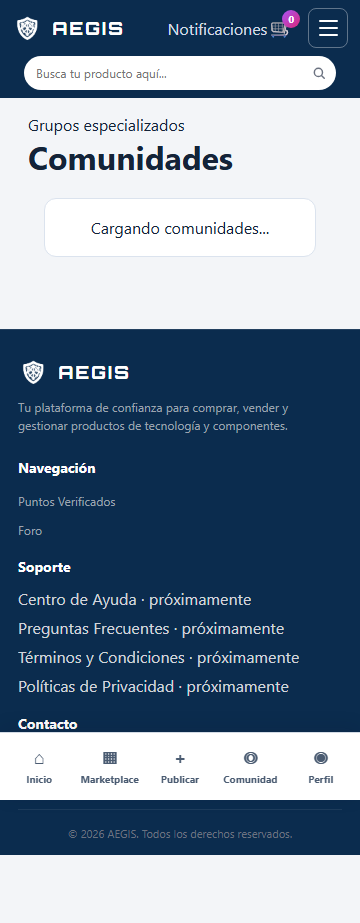 AEGIS
Notificaciones
0
Busca tu producto aquí...
Grupos especializados
Comunidades
Cargando comunidades...
AEGIS
Tu plataforma de confianza para comprar, vender y
gestionar productos de tecnología y componentes.
Navegación
Puntos Verificados
Foro
Soporte
Centro de Ayuda · próximamente
Preguntas Frecuentes · próximamente
Términos y Condiciones · próximamente
Políticas de Privacidad · próximamente
Contacto
Inicio
Marketplace
Publicar
Comunidad
Perfil
© 2026 AEGIS. Todos los derechos reservados.